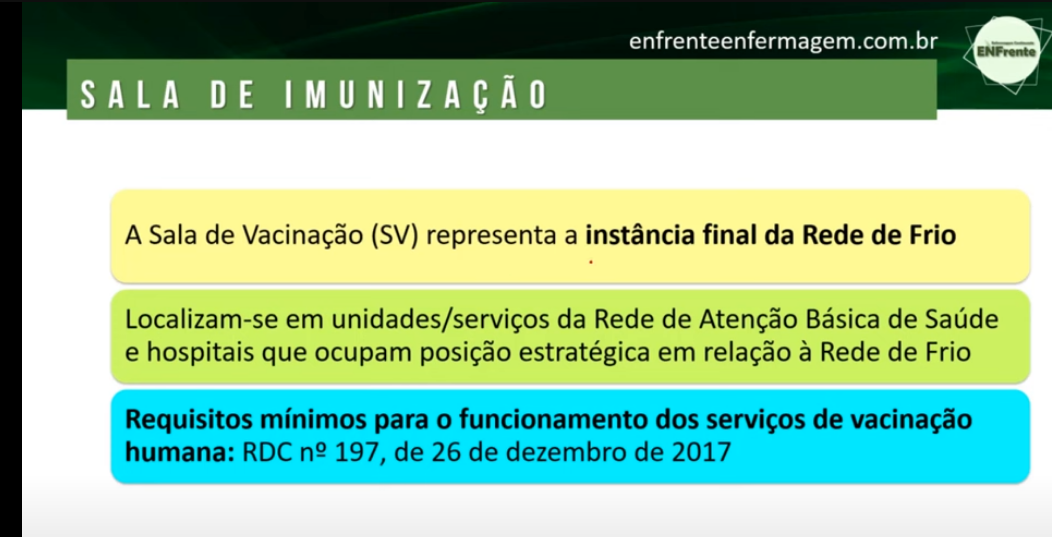 enfrenteenfermagem.com.br
ENFrente
SALA DE IMUNIZAÇÃO
A Sala de Vacinação (SV) representa a instância final da Rede de Frio
Localizam-se em unidades/serviços da Rede de Atenção Básica de Saúde
e hospitais que ocupam posição estratégica em relação à Rede de Frio
Requisitos mínimos para o funcionamento dos serviços de vacinação
humana: RDC nº 197, de 26 de dezembro de 2017